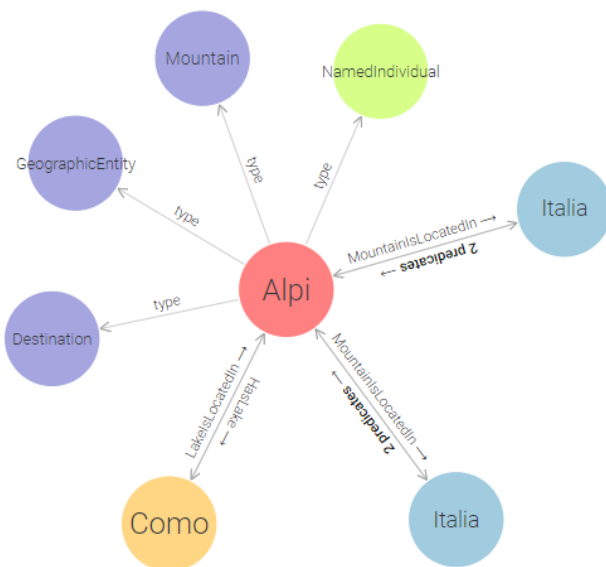 Mountain
NamedIndividual
GeographicEntity
type
type
type
Italia
MountainIsLocatedIn →
2 predicates →
Alpi
type
Destination
MountainIsLocatedIn →
2 predicates →
LakeIsLocatedIn →
HasLake →
Como
Italia